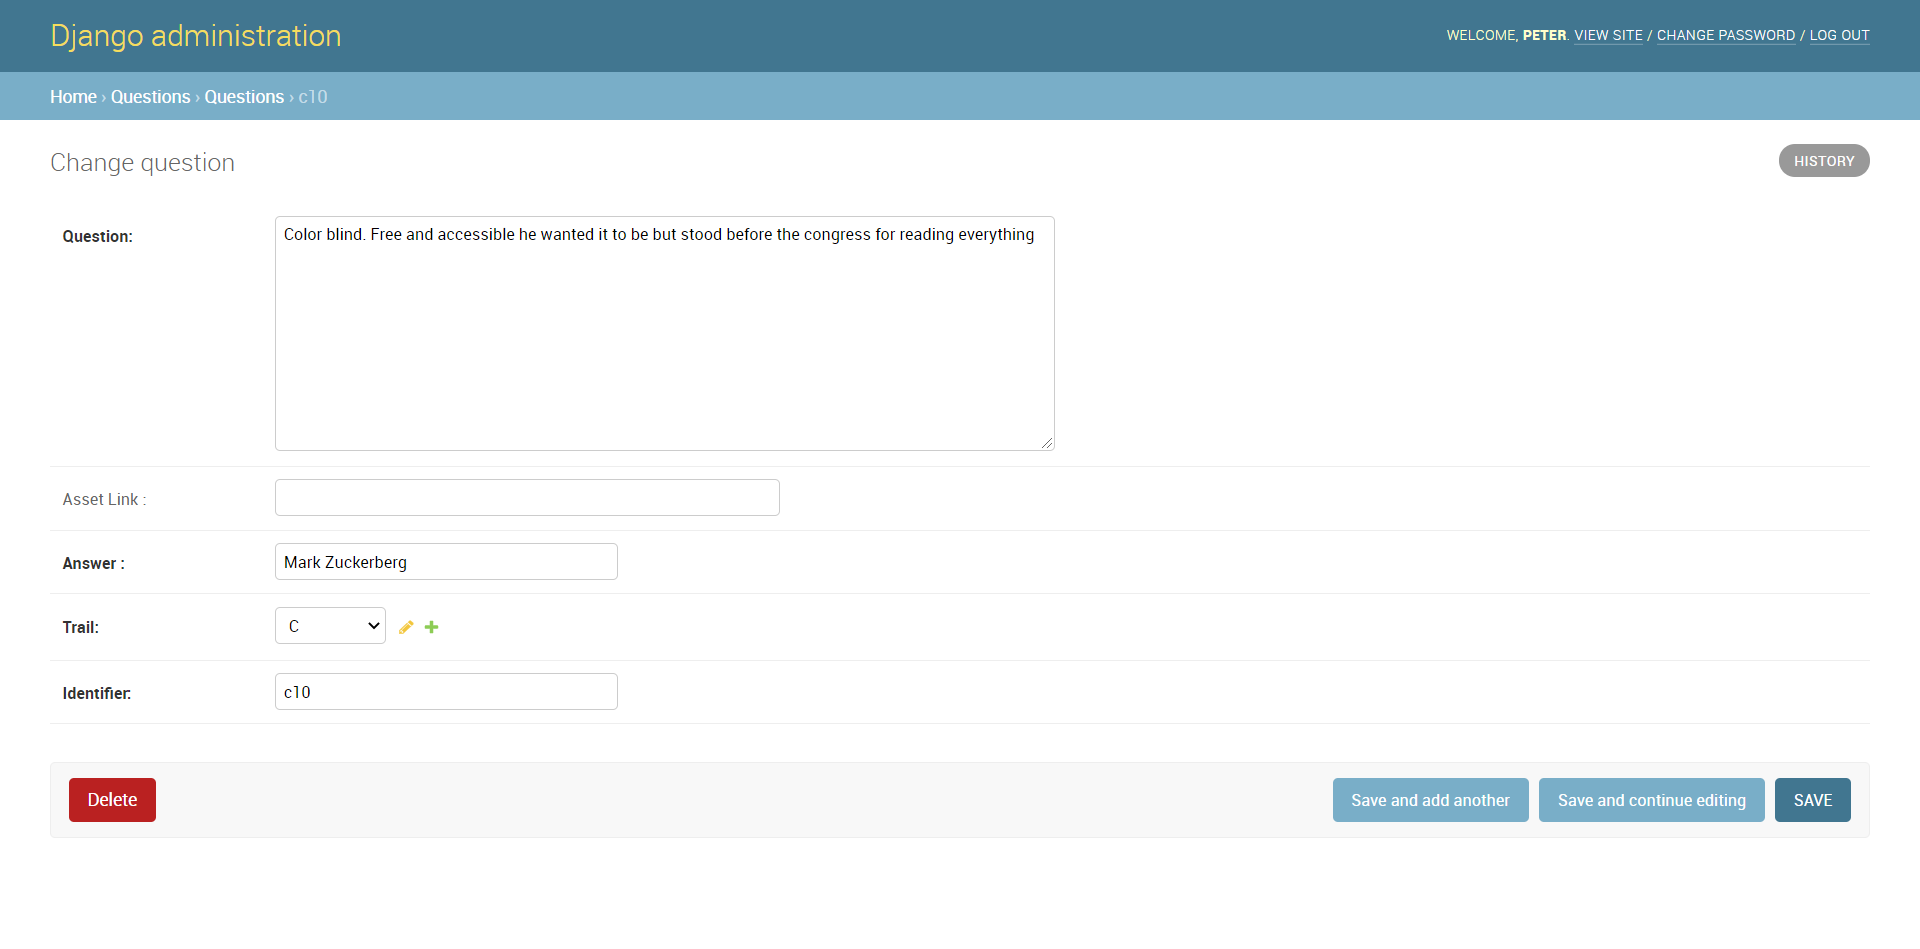 Django administration
WELCOME, PETER. VIEW SITE / CHANGE PASSWORD / LOG OUT
Home › Questions › Questions › c10
Change question
HISTORY
Question:
Color blind. Free and accessible he wanted it to be but stood before the congress for reading everything
Asset Link :
Answer :
Mark Zuckerberg
Trail:
C
Identifier:
c10
Delete
Save and add another
Save and continue editing
SAVE